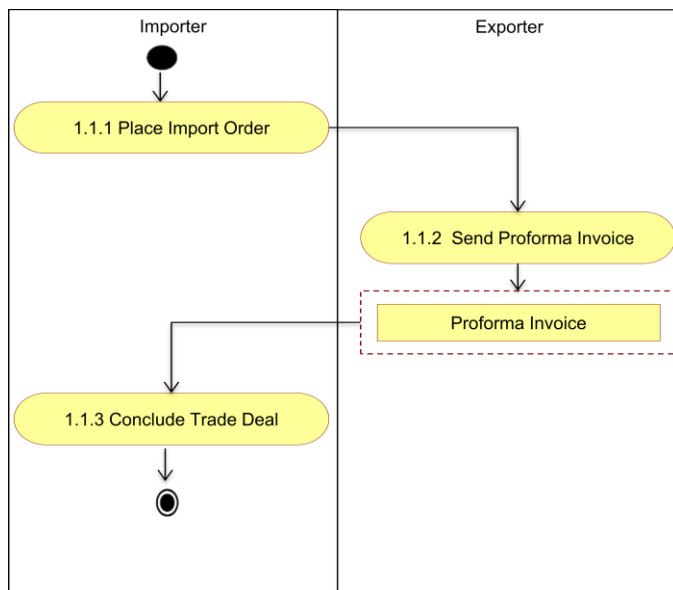 Importer
Exporter
1.1.1 Place Import Order
1.1.2  Send Proforma Invoice
Proforma Invoice
1.1.3 Conclude Trade Deal